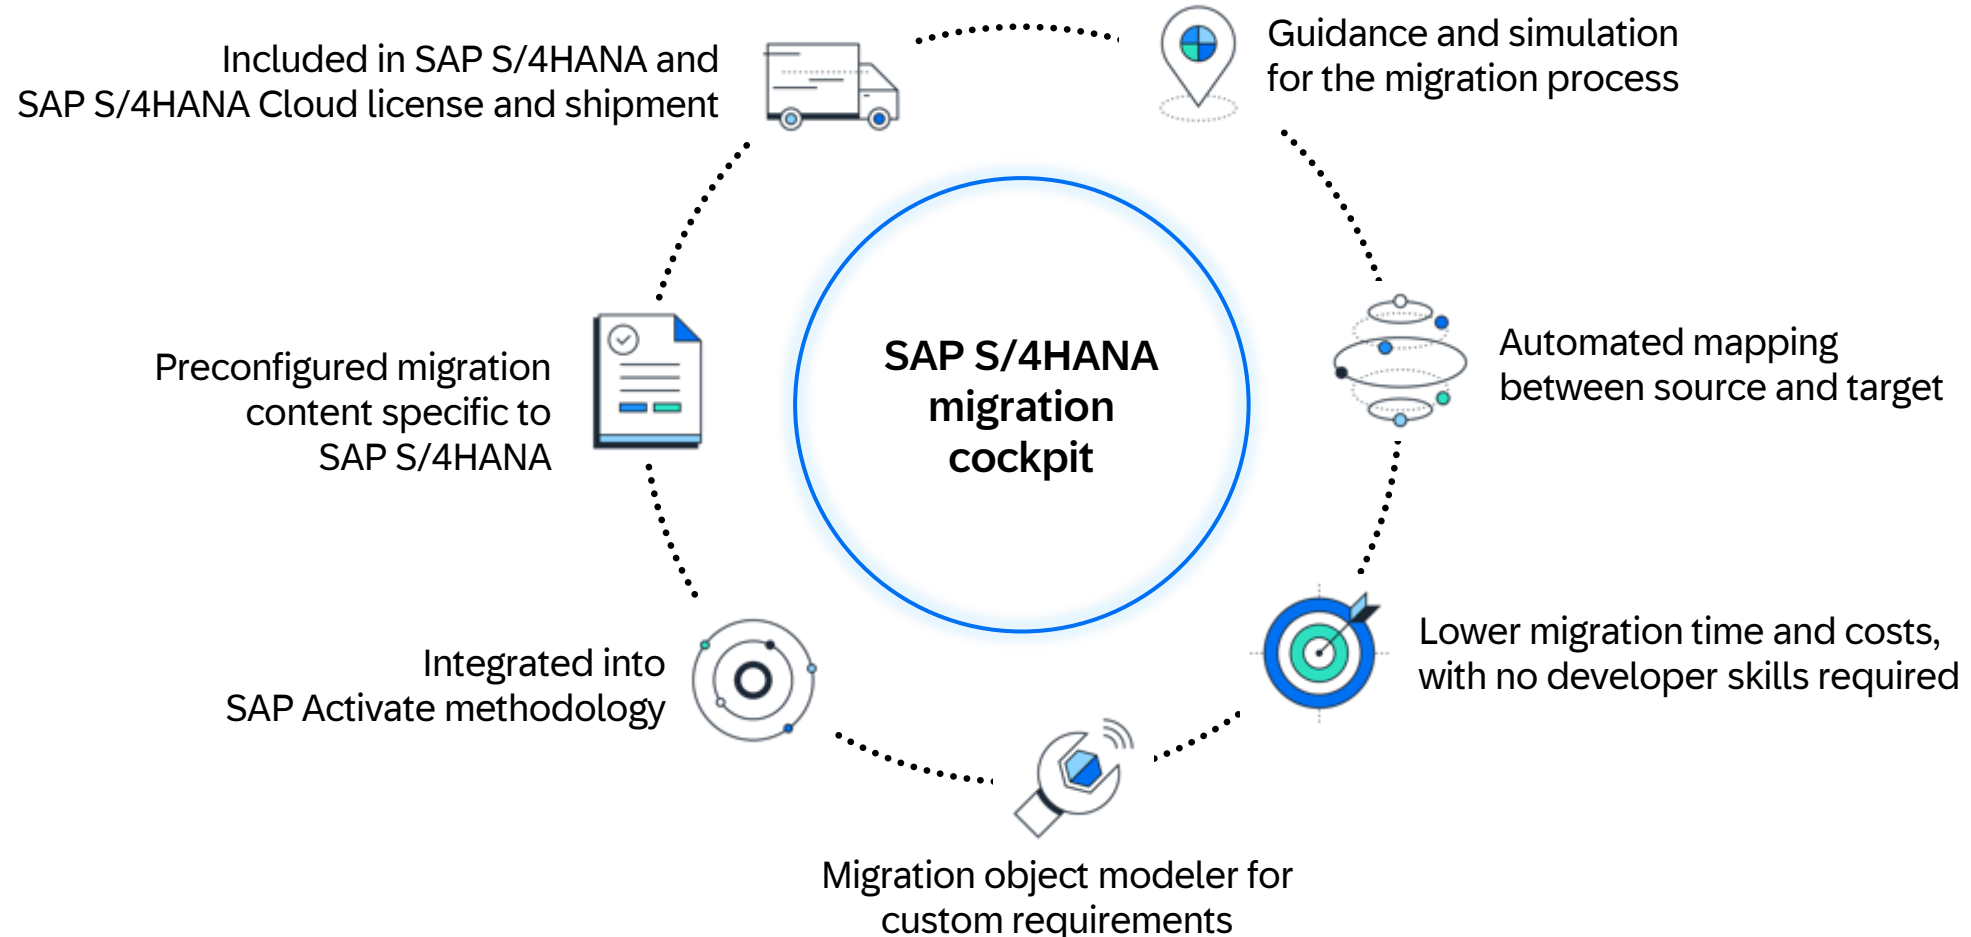 Included in SAP S/4HANA and
SAP S/4HANA Cloud license and shipment
Guidance and simulation
for the migration process
Automated mapping
between source and target
Lower migration time and costs,
with no developer skills required
Migration object modeler for
custom requirements
Integrated into
SAP Activate methodology
Preconfigured migration
content specific to
SAP S/4HANA
SAP S/4HANA
migration
cockpit